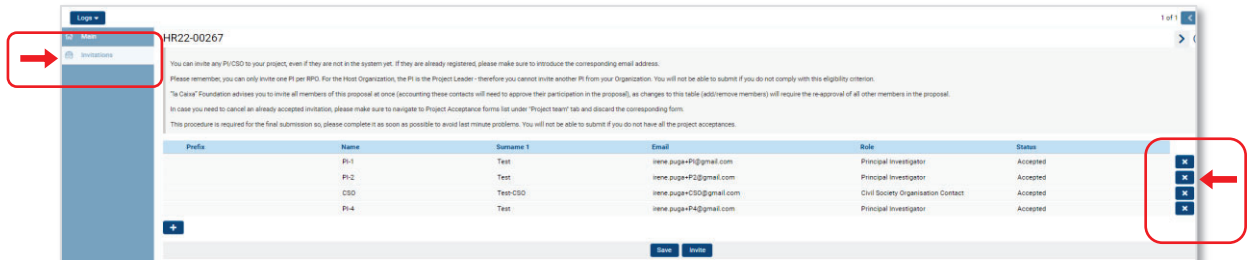 Logs
1 of 1
Main
HR22-00267
Invitations
You can invite any PI/CSO to your project, even if they are not in the system yet. If they are already registered, please make sure to introduce the corresponding email address.
Please remember, you can only invite one PI per RPO. For the Host Organization, the PI is the Project Leader - therefore you cannot invite another PI from your Organization. You will not be able to submit if you do not comply with this eligibility criterion.
"la Caixa" Foundation advises you to invite all members of this proposal at once (accounting these contacts will need to approve their participation in the proposal), as changes to this table (add/remove members) will require the re-approval of all other members in the proposal.
In case you need to cancel an already accepted invitation, please make sure to navigate to Project Acceptance forms list under "Project team" tab and discard the corresponding form.
This procedure is required for the final submission so, please complete it as soon as possible to avoid last minute problems. You will not be able to submit if you do not have all the project acceptances.
Prefix Name Surname 1 Email Role Status
PI-1 Test irene.puga+PI@gmail.com Principal Investigator Accepted
PI-2 Test irene.puga+P2@gmail.com Principal Investigator Accepted
CSO Test-CSO irene.puga+CSO@gmail.com Civil Society Organisation Contact Accepted
PI-4 Test irene.puga+P4@gmail.com Principal Investigator Accepted
Save Invite